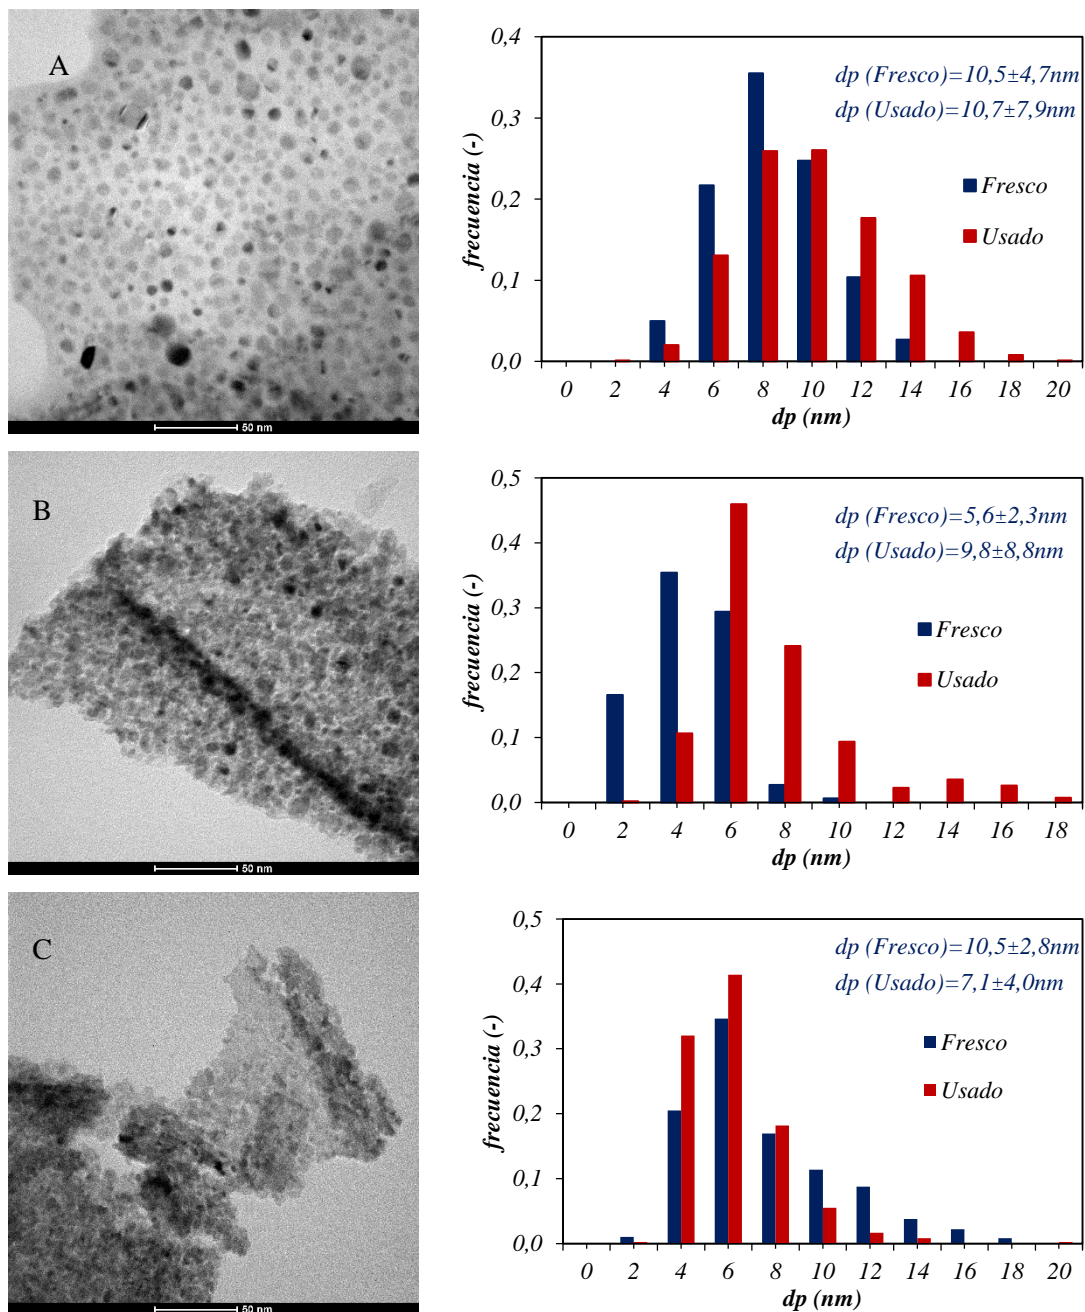 A
50 nm
0,4
0,3
0,2
0,1
0,0
frecuencia (-)
dp (Fresco)=10,5±4,7nm
dp (Usado)=10,7±7,9nm
Fresco
Usado
0 2 4 6 8 10 12 14 16 18 20
dp (nm)
B
50 nm
0,5
0,4
0,3
0,2
0,1
0,0
frecuencia (-)
dp (Fresco)=5,6±2,3nm
dp (Usado)=9,8±8,8nm
Fresco
Usado
0 2 4 6 8 10 12 14 16 18
dp (nm)
C
50 nm
0,5
0,4
0,3
0,2
0,1
0,0
frecuencia (-)
dp (Fresco)=10,5±2,8nm
dp (Usado)=7,1±4,0nm
Fresco
Usado
0 2 4 6 8 10 12 14 16 18 20
dp (nm)